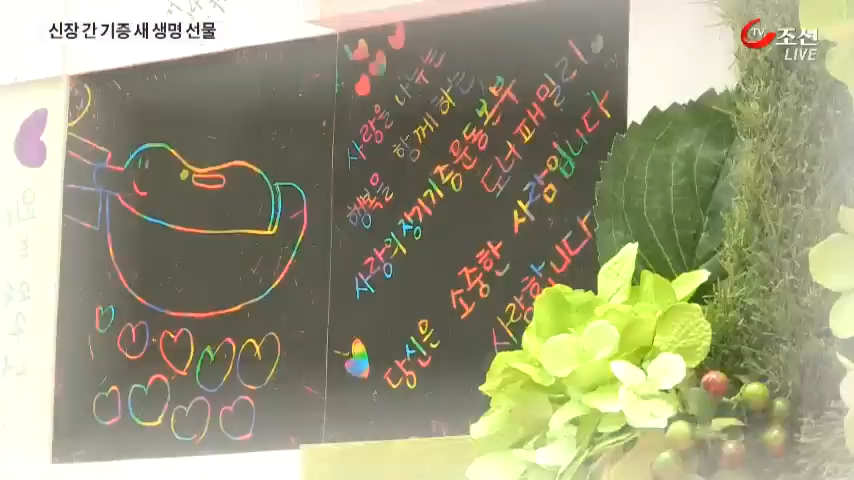 신장 간 기증 새 생명 선물
TV조선
LIVE
사랑을 나누는
행복을 함께 하는
사랑의장기기증운동본부
도너 패밀리
당신은 소중한 사람입니다
사랑합니다